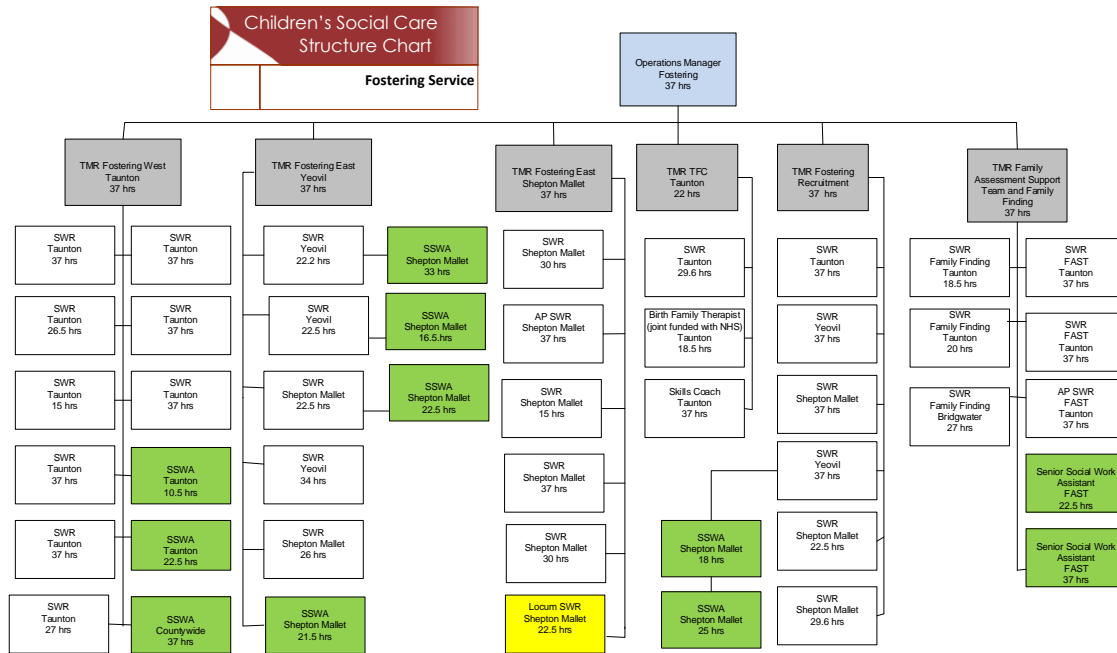 Children's Social Care
Structure Chart
Fostering Service
Operations Manager
Fostering
37 hrs
TMR Fostering West
Taunton
37 hrs
TMR Fostering East
Yeovil
37 hrs
TMR Fostering East
Shepton Mallet
37 hrs
TMR TFC
Taunton
22 hrs
TMR Fostering
Recruitment
37 hrs
TMR Family
Assessment Support
Team and Family
Finding
37 hrs
SWR
Taunton
37 hrs
SWR
Taunton
37 hrs
SWR
Taunton
26.5 hrs
SWR
Taunton
37 hrs
SWR
Taunton
15 hrs
SWR
Taunton
37 hrs
SWR
Taunton
37 hrs
SSWA
Taunton
10.5 hrs
SWR
Taunton
37 hrs
SSWA
Taunton
22.5 hrs
SWR
Taunton
27 hrs
SSWA
Countywide
37 hrs
SWR
Yeovil
22.2 hrs
SSWA
Shepton Mallet
33 hrs
SWR
Yeovil
22.5 hrs
SSWA
Shepton Mallet
16.5.hrs
SWR
Shepton Mallet
22.5 hrs
SSWA
Shepton Mallet
22.5 hrs
SWR
Yeovil
34 hrs
SWR
Shepton Mallet
26 hrs
SSWA
Shepton Mallet
21.5 hrs
SWR
Shepton Mallet
30 hrs
AP SWR
Shepton Mallet
37 hrs
SWR
Shepton Mallet
15 hrs
SWR
Shepton Mallet
37 hrs
SWR
Shepton Mallet
30 hrs
Locum SWR
Shepton Mallet
22.5 hrs
SWR
Taunton
29.6 hrs
Birth Family Therapist
(joint funded with NHS)
Taunton
18.5 hrs
Skills Coach
Taunton
37 hrs
SSWA
Shepton Mallet
18 hrs
SSWA
Shepton Mallet
25 hrs
SWR
Taunton
37 hrs
SWR
Yeovil
37 hrs
SWR
Shepton Mallet
37 hrs
SWR
Yeovil
37 hrs
SWR
Shepton Mallet
22.5 hrs
SWR
Shepton Mallet
29.6 hrs
SWR
Family Finding
Taunton
18.5 hrs
SWR
FAST
Taunton
37 hrs
SWR
Family Finding
Taunton
20 hrs
SWR
FAST
Taunton
37 hrs
SWR
Family Finding
Bridgwater
27 hrs
AP SWR
FAST
Taunton
37 hrs
Senior Social Work
Assistant
FAST
22.5 hrs
Senior Social Work
Assistant
FAST
37 hrs